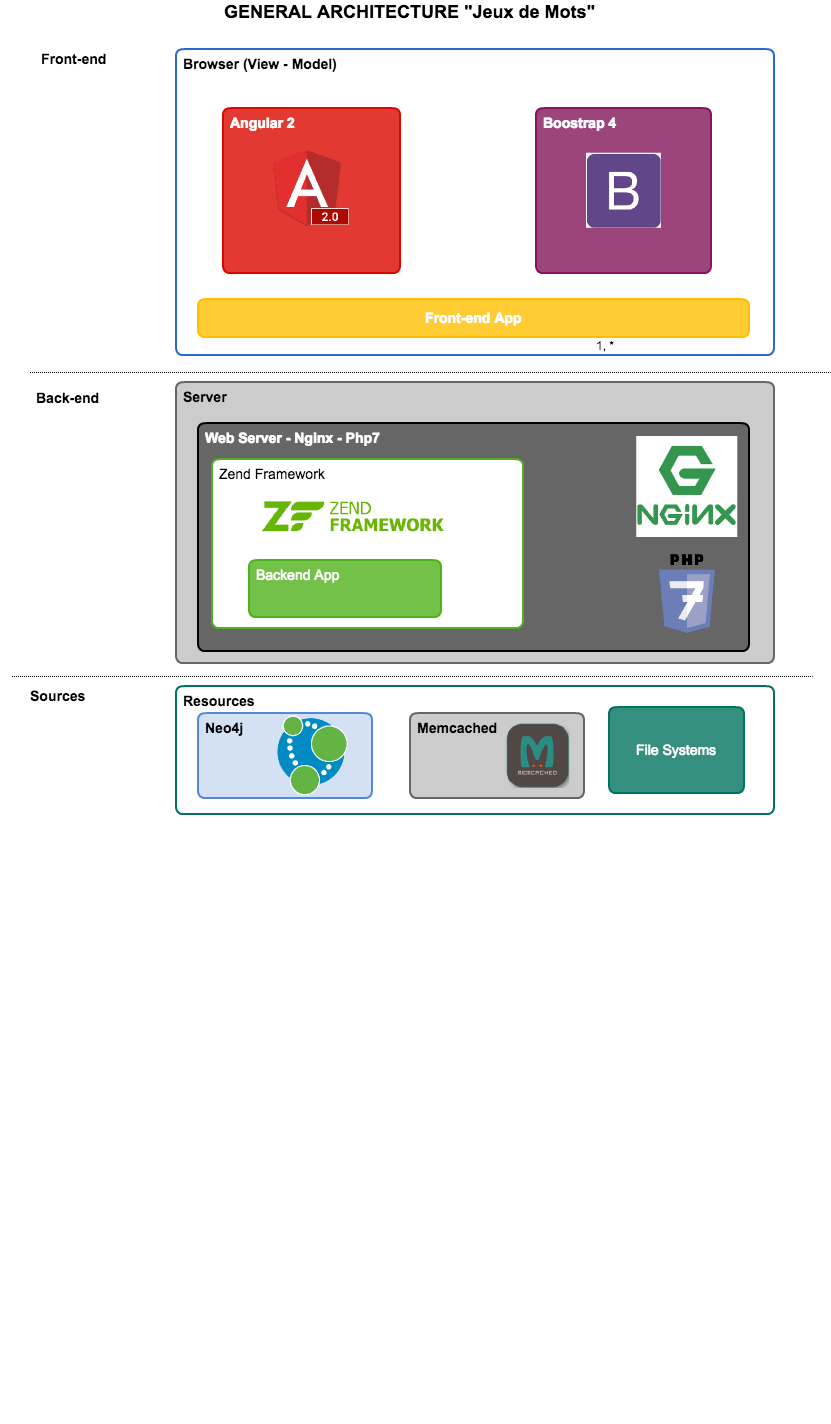 GENERAL ARCHITECTURE "Jeux de Mots"
Front-end
Browser (View - Model)
Angular 2
2.0
Boostrap 4
B
Front-end App
1, *
Back-end
Server
Web Server - Nginx - Php7
Zend Framework
ZF ZEND
FRAMEWORK
Backend App
NGiNX
PHP
7
Sources
Resources
Neo4j
Memcached
MEMCACHED
File Systems